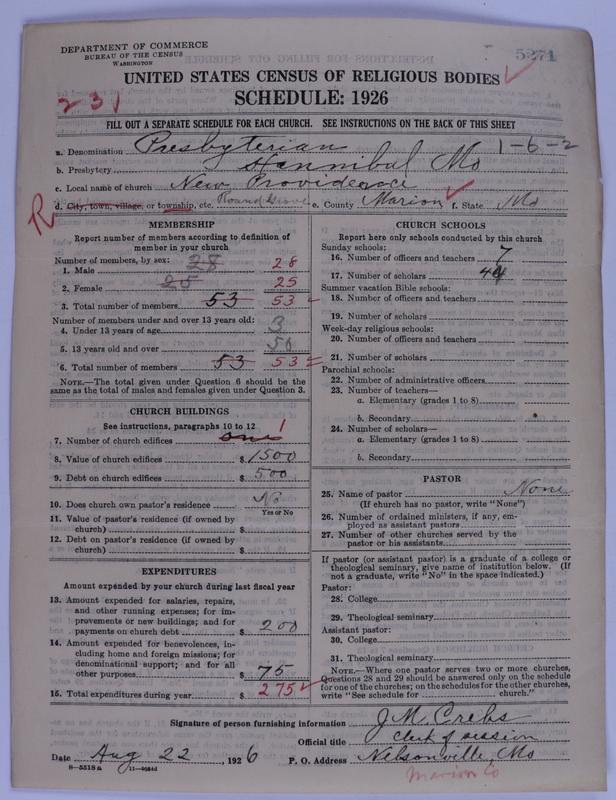 DEPARTMENT OF COMMERCE
BUREAU OF THE CENSUS
WASHINGTON
5271
UNITED STATES CENSUS OF RELIGIOUS BODIES
231
SCHEDULE: 1926
FILL OUT A SEPARATE SCHEDULE FOR EACH CHURCH. SEE INSTRUCTIONS ON THE BACK OF THIS SHEET
a. Denomination Presbyterian 1-6-2
b. Presbytery Hannibal Mo
c. Local name of church New Providence
R d. City, town, village, or township, etc. Round Grove e. County Marion f. State Mo
MEMBERSHIP
Report number of members according to definition of
member in your church
Number of members, by sex:
1. Male 28 28
2. Female 25 25
3. Total number of members 53 53
Number of members under and over 13 years old:
4. Under 13 years of age 3
5. 13 years old and over 50
6. Total number of members 53 53
NOTE.—The total given under Question 6 should be the
same as the total of males and females given under Question 3.
CHURCH BUILDINGS
See instructions, paragraphs 10 to 12
7. Number of church edifices one 1
8. Value of church edifices $ 1500
9. Debt on church edifices $ 500
10. Does church own pastor's residence No
Yes or No
11. Value of pastor's residence (if owned by
church) $
12. Debt on pastor's residence (if owned by
church) $
EXPENDITURES
Amount expended by your church during last fiscal year
13. Amount expended for salaries, repairs,
and other running expenses; for im-
provements or new buildings; and for
payments on church debt $ 200
14. Amount expended for benevolences, in-
cluding home and foreign missions; for
denominational support; and for all
other purposes $ 75
15. Total expenditures during year $ 275
CHURCH SCHOOLS
Report here only schools conducted by this church
Sunday schools:
16. Number of officers and teachers 7
17. Number of scholars 44
Summer vacation Bible schools:
18. Number of officers and teachers
19. Number of scholars
Week-day religious schools:
20. Number of officers and teachers
21. Number of scholars
Parochial schools:
22. Number of administrative officers
23. Number of teachers—
a. Elementary (grades 1 to 8)
b. Secondary
24. Number of scholars—
a. Elementary (grades 1 to 8)
b. Secondary
PASTOR
25. Name of pastor None
(If church has no pastor, write "None")
26. Number of ordained ministers, if any, em-
ployed as assistant pastors
27. Number of other churches served by the
pastor or his assistants
If pastor (or assistant pastor) is a graduate of a college or
theological seminary, give name of institution below. (If
not a graduate, write "No" in the space indicated.)
Pastor:
28. College
29. Theological seminary
Assistant pastor:
30. College
31. Theological seminary
NOTE.—Where one pastor serves two or more churches,
Questions 28 and 29 should be answered only on the schedule
for one of the churches; on the schedules for the other churches,
write "See schedule for church."
Signature of person furnishing information J. M. Crebs
Official title Clerk of session
Date Aug 22, 1926 P. O. Address Nelsonville, Mo
8—5518a
Marion Co